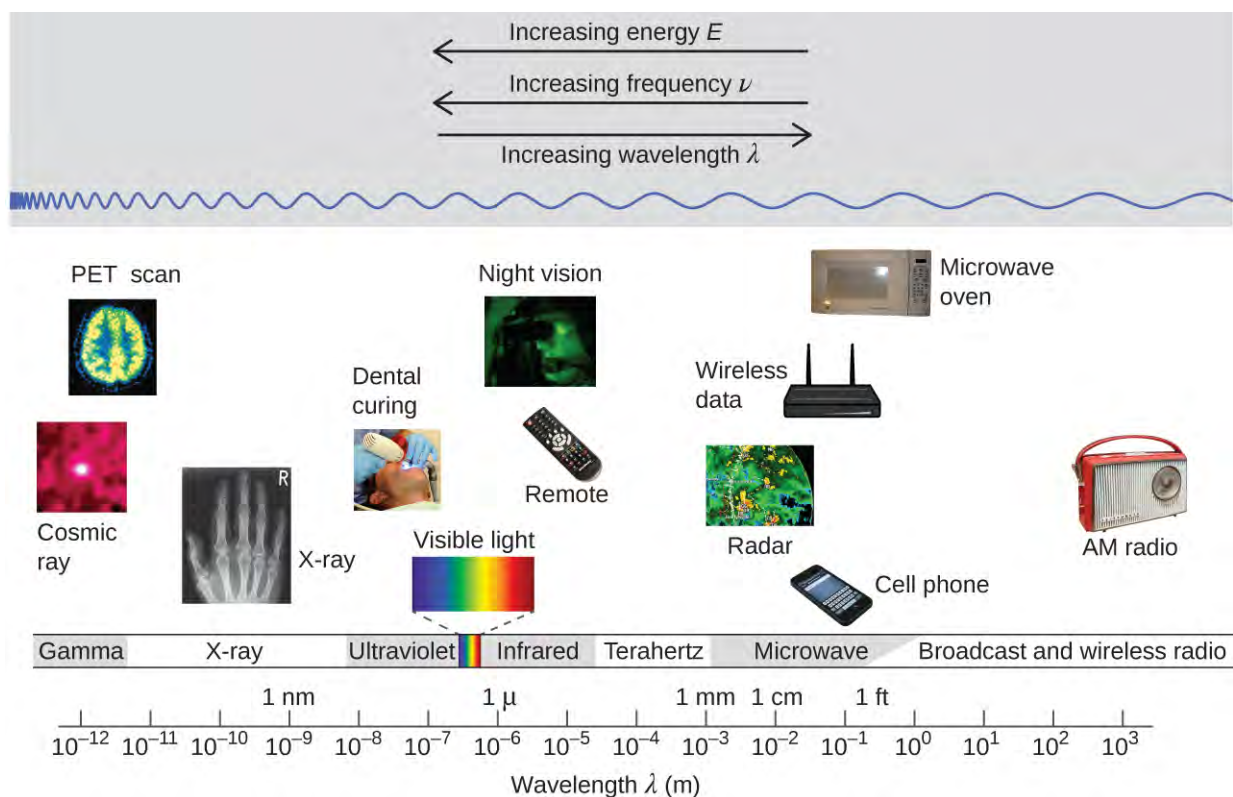 Increasing energy E
Increasing frequency ν
Increasing wavelength λ
PET scan
Night vision
Microwave
oven
Dental
curing
Wireless
data
Cosmic
ray
R
X-ray
Remote
Visible light
Radar
Cell phone
AM radio
Gamma
X-ray
Ultraviolet
Infrared
Terahertz
Microwave
Broadcast and wireless radio
1 nm
1 μ
1 mm
1 cm
1 ft
10⁻¹² 10⁻¹¹ 10⁻¹⁰ 10⁻⁹ 10⁻⁸ 10⁻⁷ 10⁻⁶ 10⁻⁵ 10⁻⁴ 10⁻³ 10⁻² 10⁻¹ 10⁰ 10¹ 10² 10³
Wavelength λ (m)